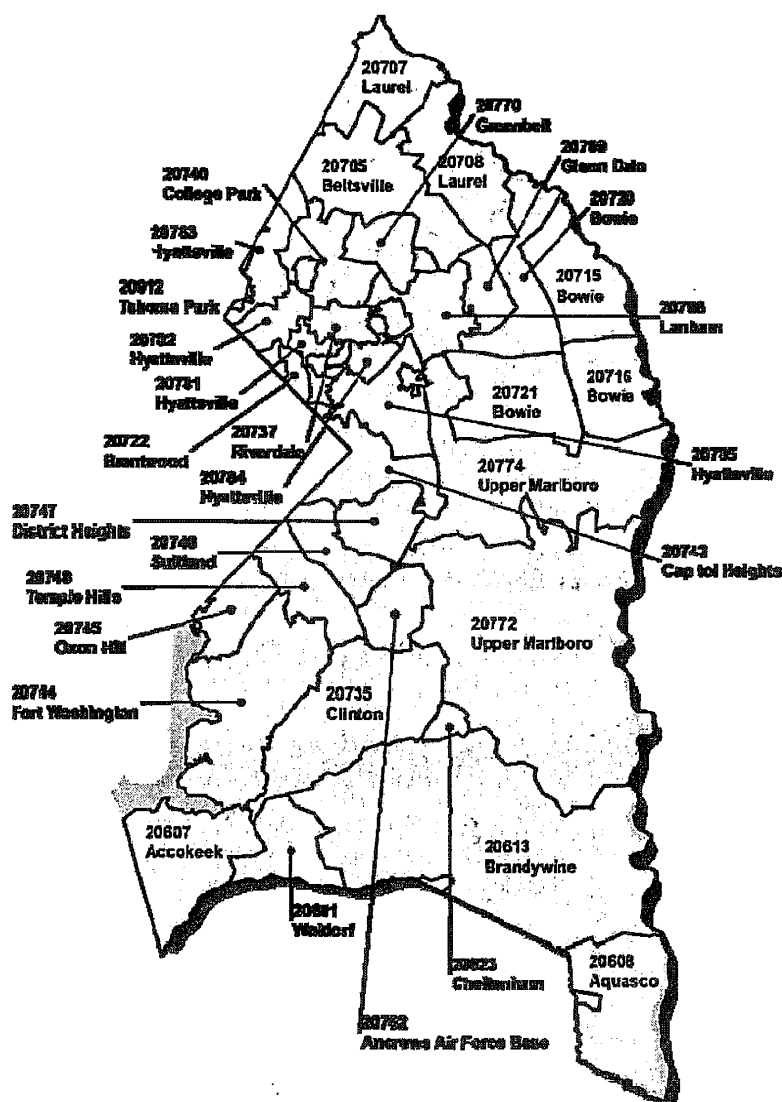 20707
Laurel
20770
Greenbelt
20705
Beltsville
20708
Laurel
20769
Glenn Dale
20740
College Park
20720
Bowie
20783
Hyattsville
20715
Bowie
20912
Takoma Park
20706
Lanham
20782
Hyattsville
20781
Hyattsville
20721
Bowie
20716
Bowie
20722
Brentwood
20737
Riverdale
20785
Hyattsville
20784
Hyattsville
20774
Upper Marlboro
20747
District Heights
20746
Suitland
20743
Cap tol Heights
20748
Temple Hills
20745
Oxon Hill
20772
Upper Marlboro
20744
Fort Washington
20735
Clinton
20607
Accokeek
20613
Brandywine
20601
Waldorf
20623
Cheltenham
20608
Aquasco
20762
Andrews Air Force Base